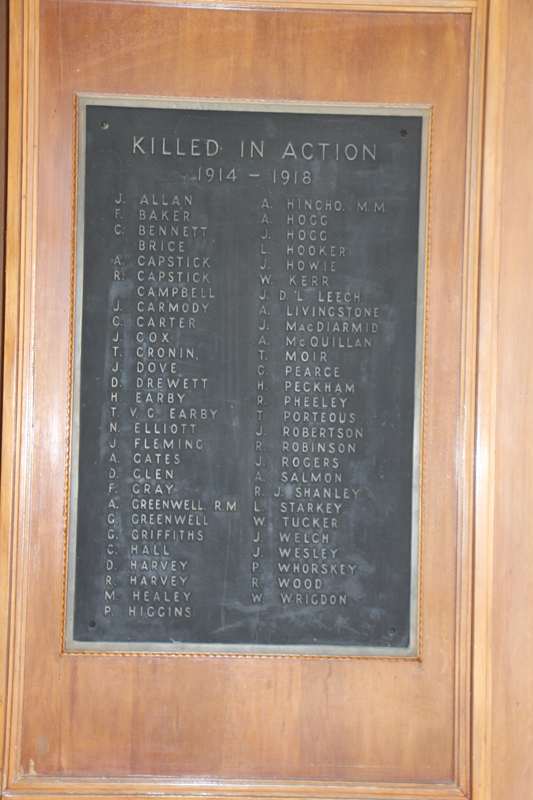 KILLED IN ACTION
1914 - 1918
J. ALLAN
F. BAKER
C. BENNETT
BRICE
A. CAPSTICK
R. CAPSTICK
CAMPBELL
J. CARMODY
C. CARTER
J. COX
T. CRONIN.
J. DOVE
D. DREWETT
H. EARBY
T. V. G. EARBY
N. ELLIOTT
J. FLEMING
A. GATES
D. GLEN
F. GRAY
A. GREENWELL. R.M
G. GREENWELL
G. GRIFFITHS
C. HALL
D. HARVEY
R. HARVEY
M. HEALEY
P. HIGGINS
A. HINCHO. M.M.
A. HOGG
J. HOGG
L. HOOKER
J. HOWIE
W. KERR
J. D. L LEECH
A. LIVINGSTONE
J. MACDIARMID
A. MCQUILLAN
T. MOIR
C. PEARCE
H. PECKHAM
R. PHEELEY
T. PORTEOUS
J. ROBERTSON
R. ROBINSON
J. ROGERS
A. SALMON
R. J. SHANLEY
L. STARKEY
W. TUCKER
J. WELCH
J. WESLEY
P. WHORSKEY
R. WOOD
W. WRIGDON